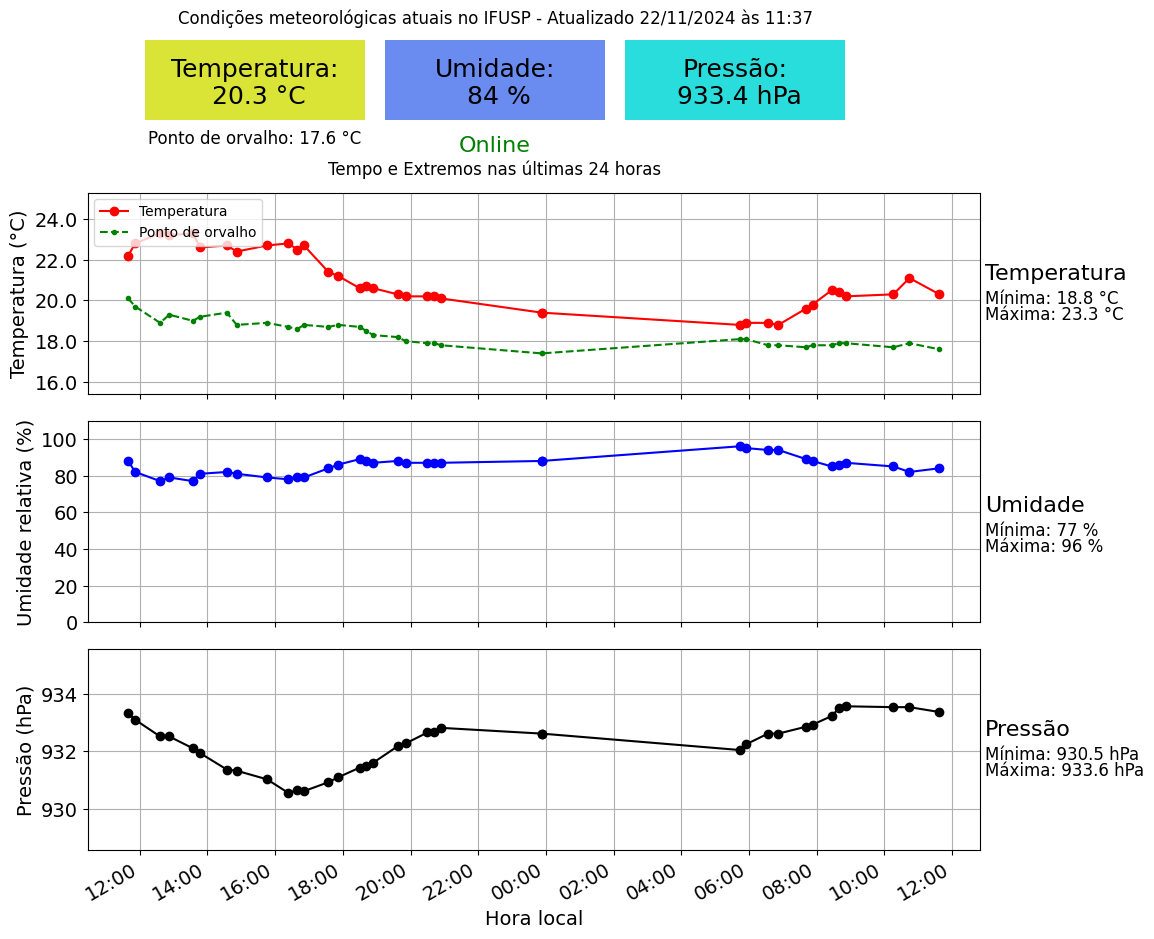 Condições meteorológicas atuais no IFUSP - Atualizado 22/11/2024 às 11:37
Temperatura:
20.3 °C
Umidade:
84 %
Pressão:
933.4 hPa
Ponto de orvalho: 17.6 °C
Online
Tempo e Extremos nas últimas 24 horas
Temperatura (°C)
24.0
22.0
20.0
18.0
16.0
Temperatura
Ponto de orvalho
Temperatura
Mínima: 18.8 °C
Máxima: 23.3 °C
Umidade relativa (%)
100
80
60
40
20
0
Umidade
Mínima: 77 %
Máxima: 96 %
Pressão (hPa)
934
932
930
Pressão
Mínima: 930.5 hPa
Máxima: 933.6 hPa
12:00
14:00
16:00
18:00
20:00
22:00
00:00
02:00
04:00
06:00
08:00
10:00
12:00
Hora local